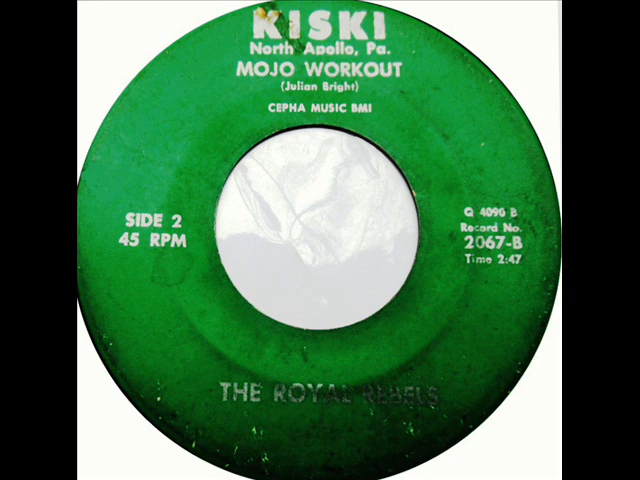 KISKI
North Apollo, Pa.
MOJO WORKOUT
(Julian Bright)
CEPHA MUSIC BMI
SIDE 2
45 RPM
Q 4090 B
Record No.
2067-B
Time 2:47
THE ROYAL REBELS